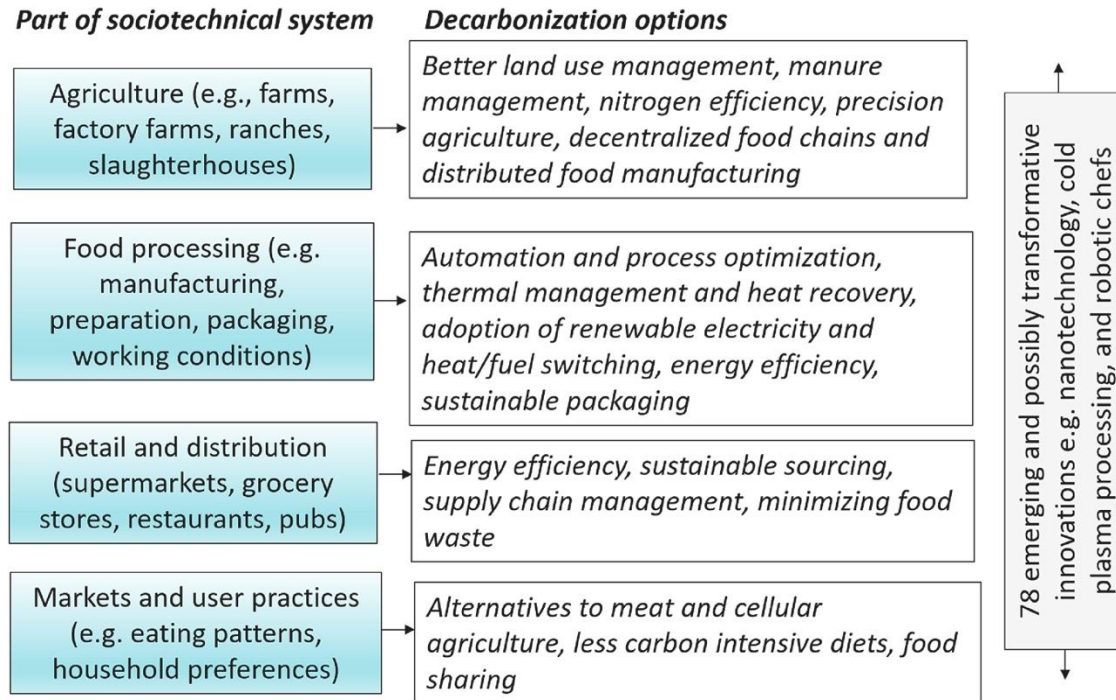 Part of sociotechnical system
Decarbonization options
Agriculture (e.g., farms,
factory farms, ranches,
slaughterhouses)
Better land use management, manure
management, nitrogen efficiency, precision
agriculture, decentralized food chains and
distributed food manufacturing
Food processing (e.g.
manufacturing,
preparation, packaging,
working conditions)
Automation and process optimization,
thermal management and heat recovery,
adoption of renewable electricity and
heat/fuel switching, energy efficiency,
sustainable packaging
Retail and distribution
(supermarkets, grocery
stores, restaurants, pubs)
Energy efficiency, sustainable sourcing,
supply chain management, minimizing food
waste
Markets and user practices
(e.g. eating patterns,
household preferences)
Alternatives to meat and cellular
agriculture, less carbon intensive diets, food
sharing
78 emerging and possibly transformative
innovations e.g. nanotechnology, cold
plasma processing, and robotic chefs